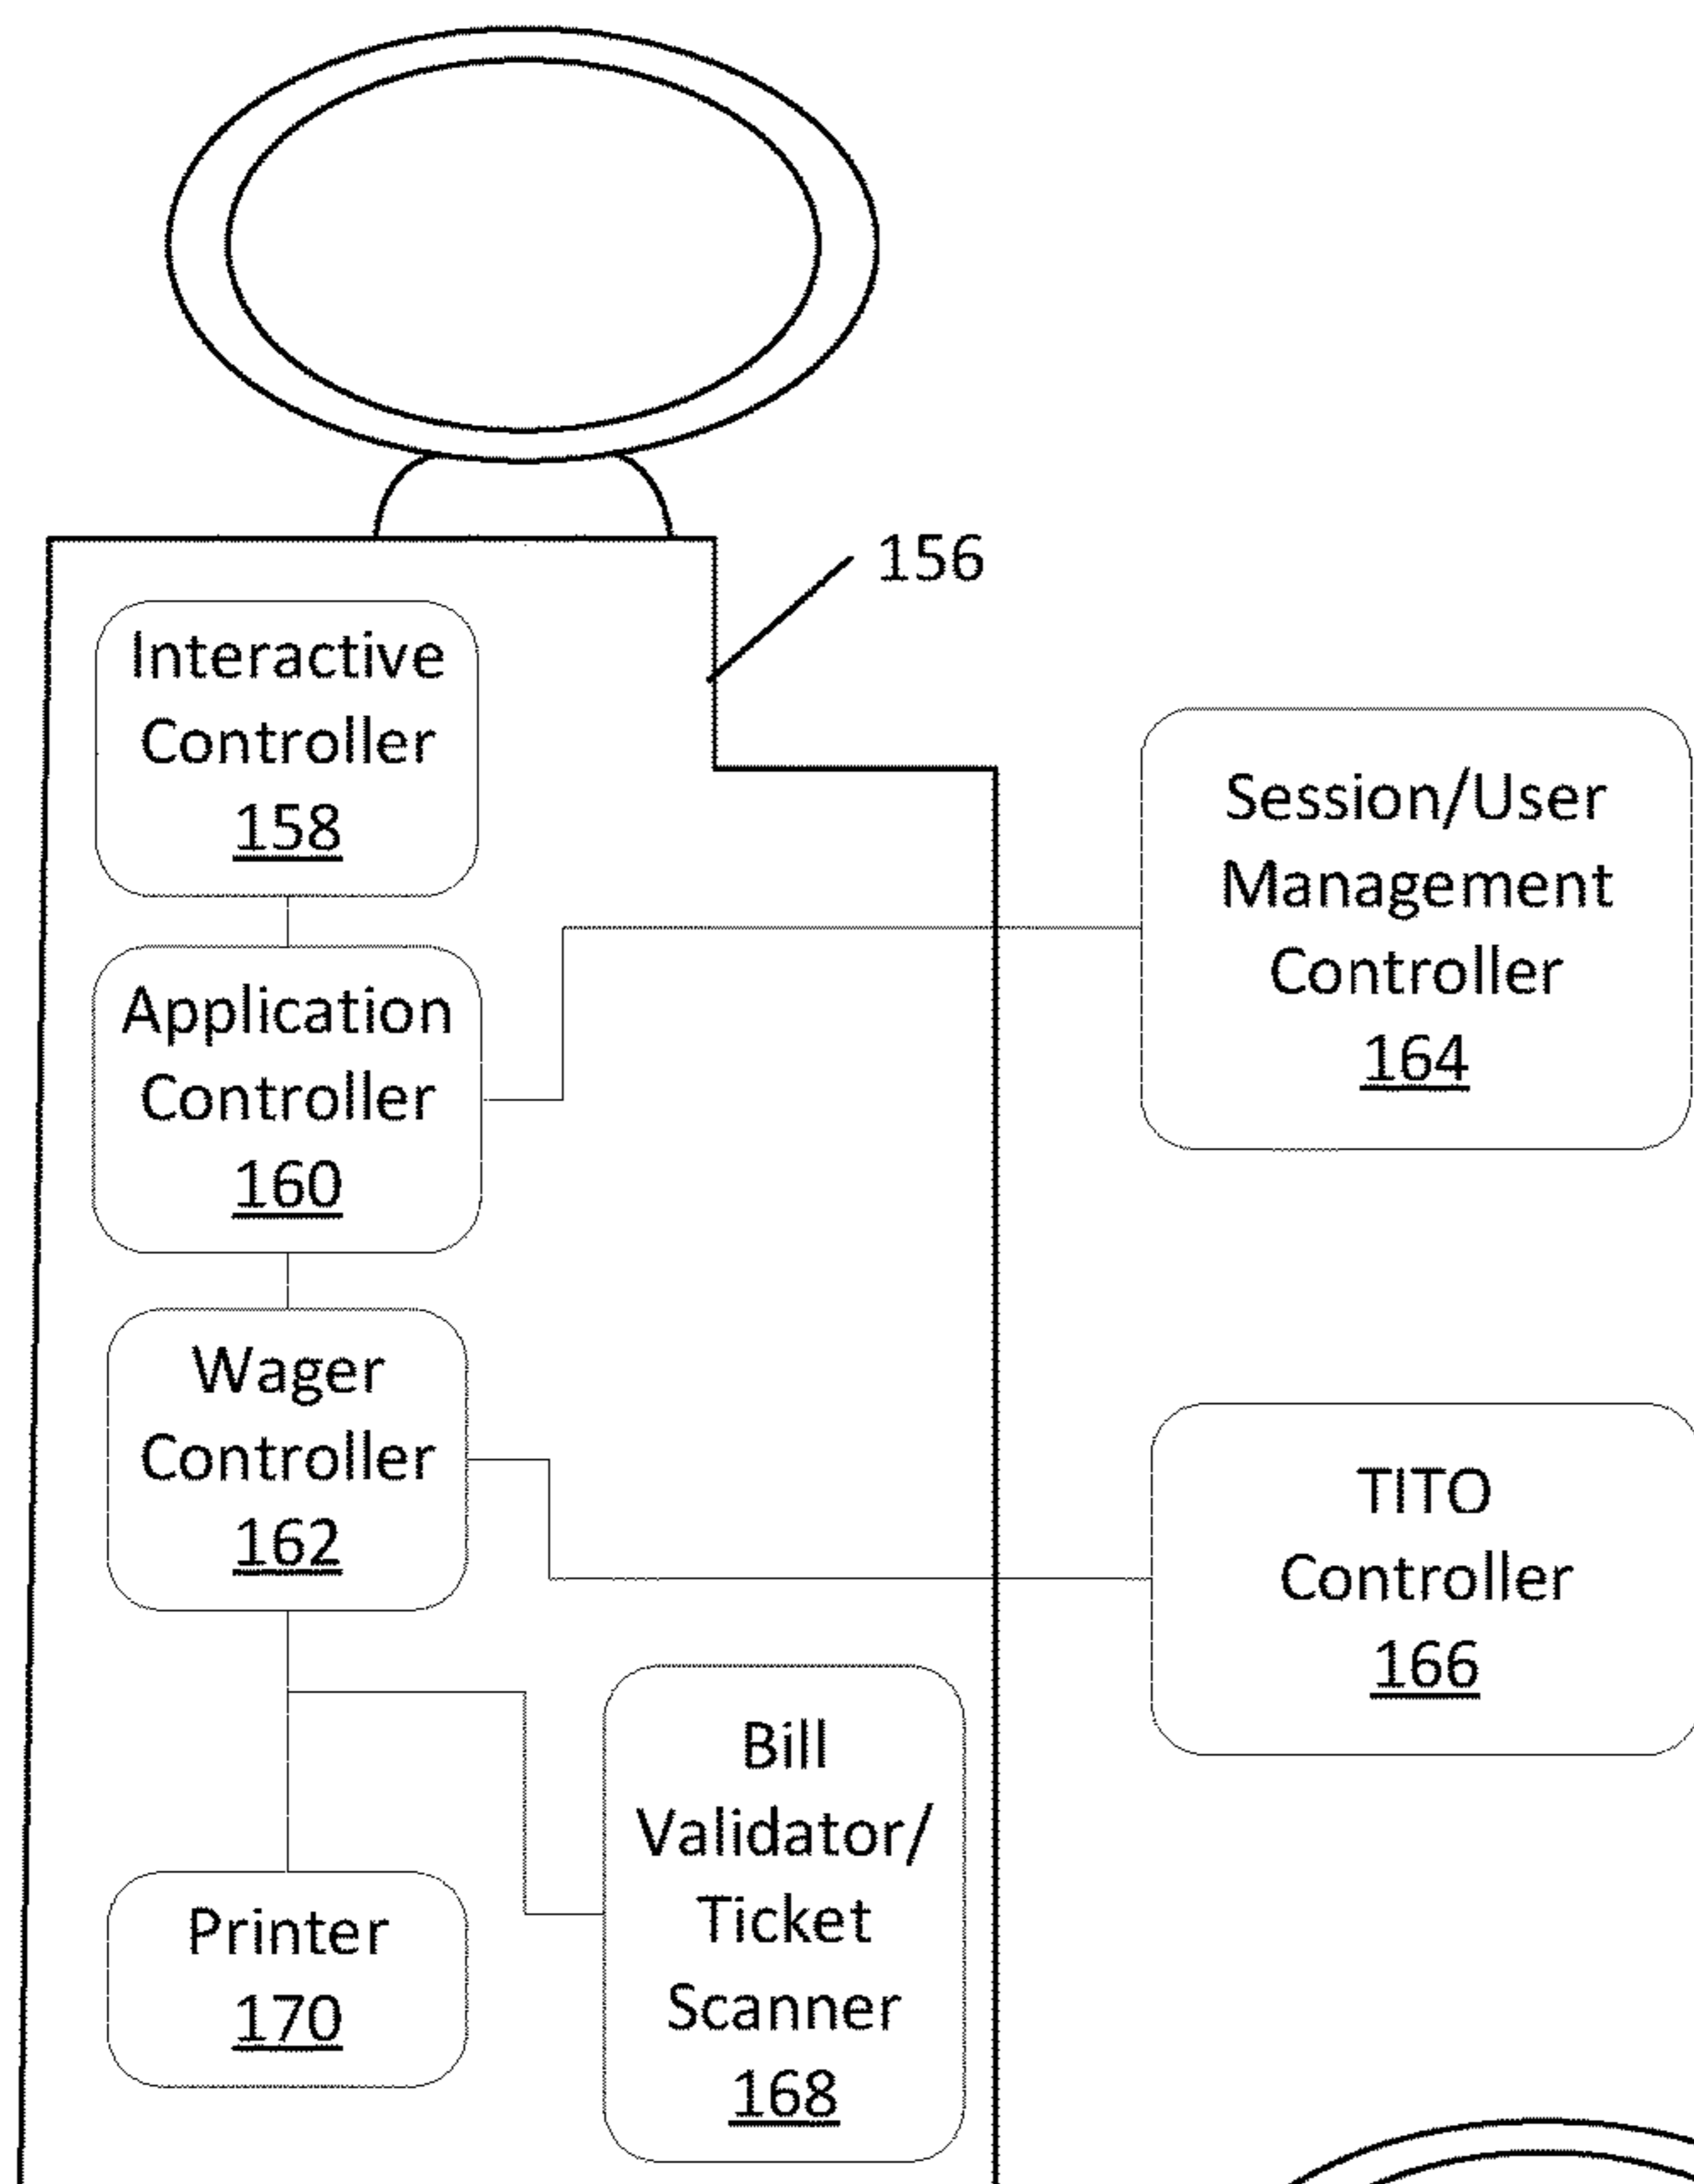 156
Interactive
Controller
158
Application
Controller
160
Wager
Controller
162
Printer
170
Bill
Validator/
Ticket
Scanner
168
Session/User
Management
Controller
164
TITO
Controller
166